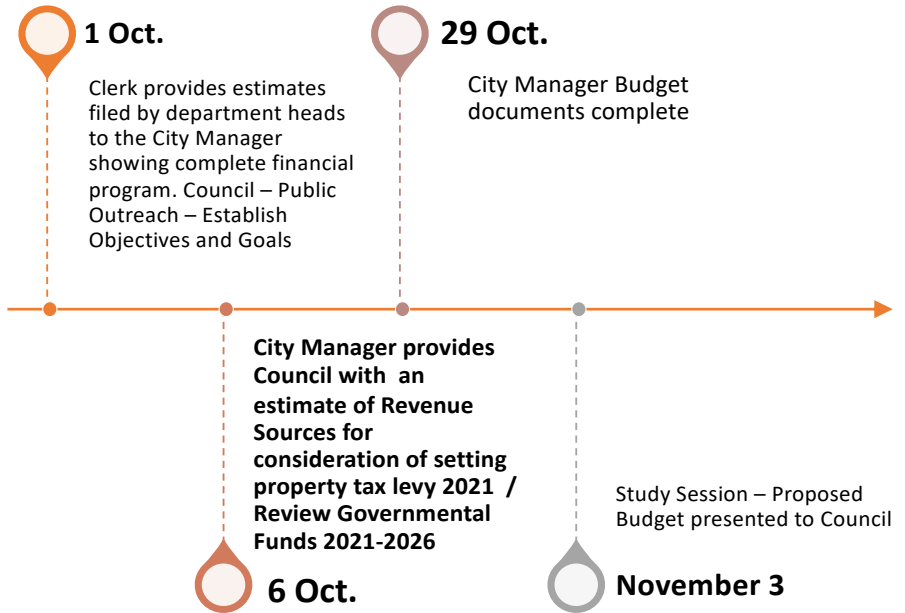 1 Oct.
Clerk provides estimates
filed by department heads
to the City Manager
showing complete financial
program. Council – Public
Outreach – Establish
Objectives and Goals
29 Oct.
City Manager Budget
documents complete
City Manager provides
Council with an
estimate of Revenue
Sources for
consideration of setting
property tax levy 2021 /
Review Governmental
Funds 2021-2026
6 Oct.
Study Session – Proposed
Budget presented to Council
November 3